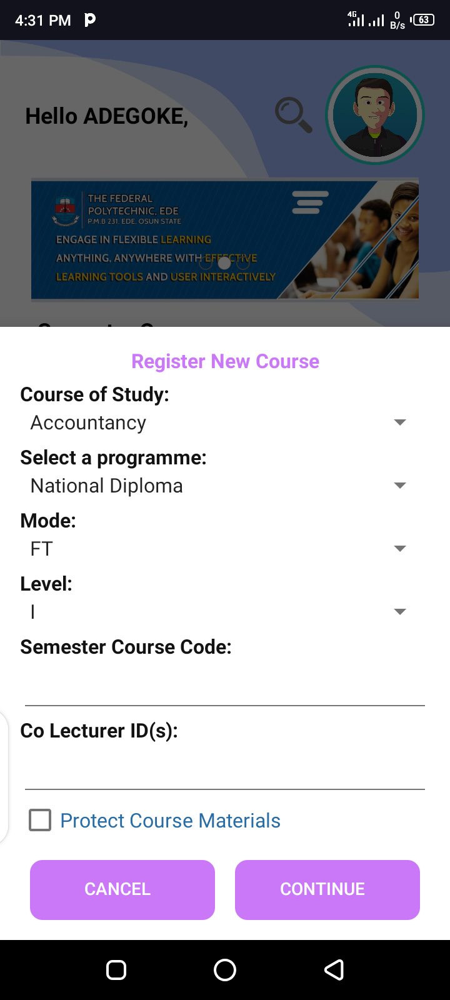 4:31 PM
4G
0
B/s
63
Hello ADEGOKE,
THE FEDERAL
POLYTECHNIC, EDE
P.M.B 231, EDE, OSUN STATE
ENGAGE IN FLEXIBLE LEARNING
ANYTHING, ANYWHERE WITH EFFECTIVE
LEARNING TOOLS AND USER INTERACTIVELY
Register New Course
Course of Study:
Accountancy
Select a programme:
National Diploma
Mode:
FT
Level:
I
Semester Course Code:
Co Lecturer ID(s):
Protect Course Materials
CANCEL
CONTINUE